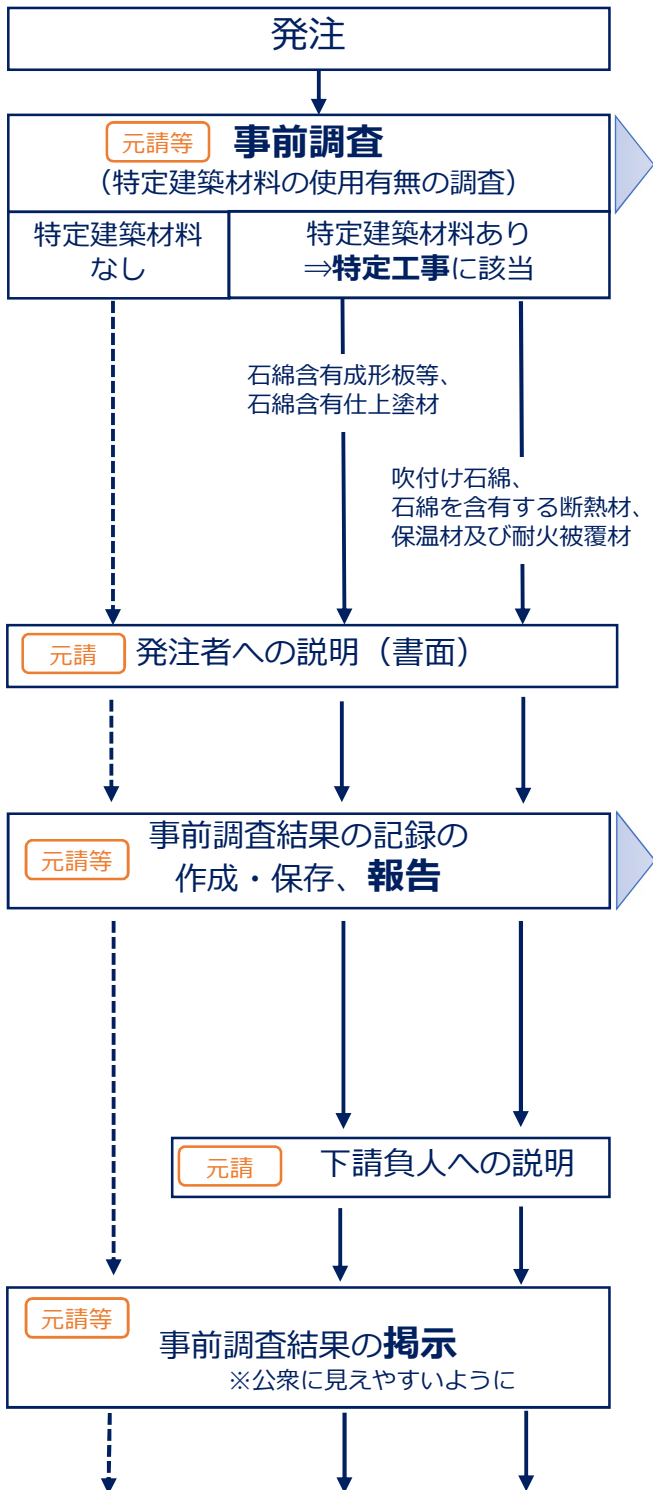 発注
元請等 事前調査
（特定建築材料の使用有無の調査）
特定建築材料
なし
特定建築材料あり
⇒特定工事に該当
石綿含有成形板等、
石綿含有仕上塗材
吹付け石綿、
石綿を含有する断熱材、
保温材及び耐火被覆材
元請 発注者への説明（書面）
元請等
事前調査結果の記録の
作成・保存、報告
元請 下請負人への説明
元請等
事前調査結果の掲示
※公衆に見えやすいように